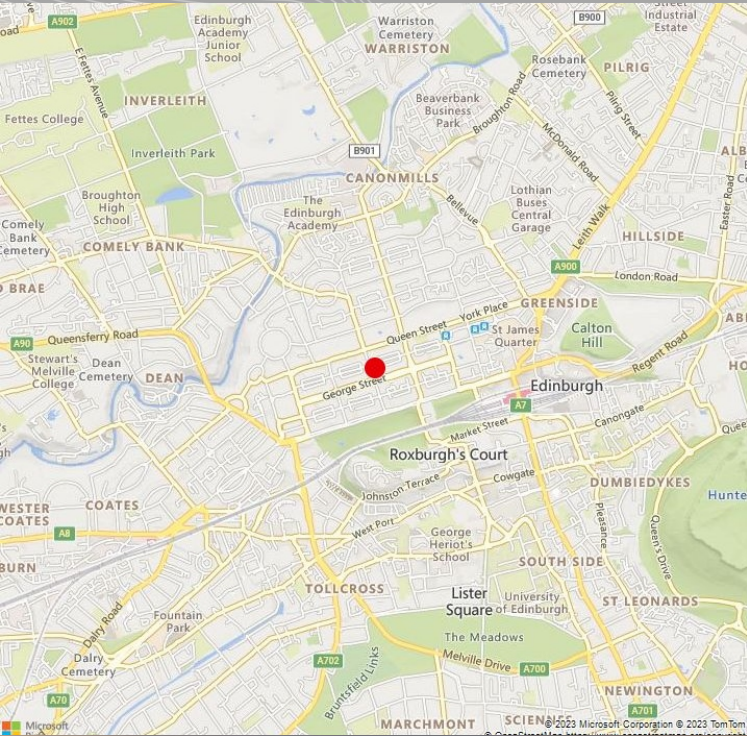 A902
Edinburgh
Academy
Junior
School
Warriston
Cemetery
WARRISTON
B900
Industrial
Estate
E Fettes Avenue
Rosebank
Cemetery
PILRIG
INVERLEITH
Beaverbank
Business
Park
Broughton Road
Pilrig Street
Fettes College
McDonald Road
Inverleith Park
B901
CANONMILLS
Broughton
High
School
The
Edinburgh
Academy
Bellevue
Lothian
Buses
Central
Garage
Leith Walk
Easter Road
Comely
Bank
Cemetery
COMELY BANK
HILLSIDE
A900
London Road
BRAE
GREENSIDE
York Place
Queen Street
St James
Quarter
Calton
Hill
Regent Road
A90
Queensferry Road
Stewart's
Melville
College
Dean
Cemetery
DEAN
George Street
Edinburgh
A7
Canongate
Market Street
Roxburgh's Court
Cowgate
Johnston Terrace
DUMBIEDYKES
WESTER
COATES
COATES
West Port
Pleasance
Queen's Drive
A8
George
Heriot's
School
SOUTH SIDE
TOLLCROSS
Lister
Square
University
of Edinburgh
ST LEONARDS
Dalry Road
Fountain
Park
The Meadows
Dalry
Cemetery
A702
Melville Drive
A700
Bruntsfield Links
A70
NEWINGTON
A701
MARCHMONT
SCIENNES
Microsoft
© 2023 Microsoft Corporation © 2023 TomTom